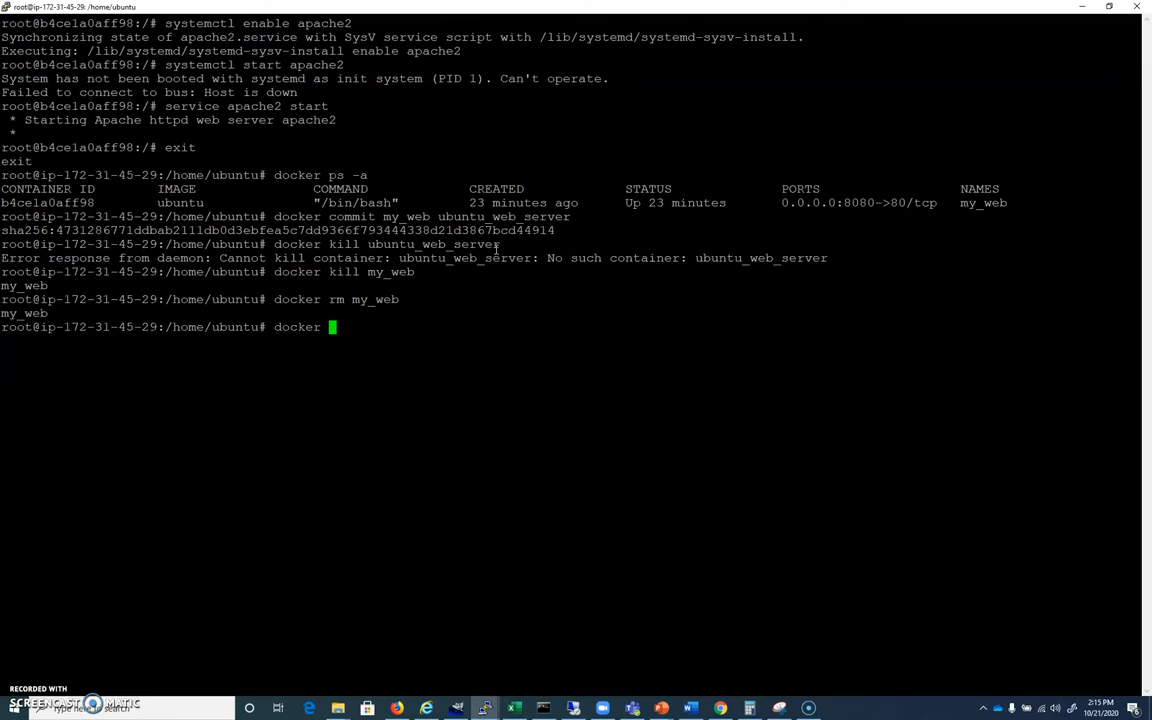 root@ip-172-31-45-29: /home/ubuntu
root@b4ce1a0aff98:/# systemctl enable apache2
Synchronizing state of apache2.service with SysV service script with /lib/systemd/systemd-sysv-install.
Executing: /lib/systemd/systemd-sysv-install enable apache2
root@b4ce1a0aff98:/# systemctl start apache2
System has not been booted with systemd as init system (PID 1). Can't operate.
Failed to connect to bus: Host is down
root@b4ce1a0aff98:/# service apache2 start
* Starting Apache httpd web server apache2
*
root@b4ce1a0aff98:/# exit
exit
root@ip-172-31-45-29:/home/ubuntu# docker ps -a
CONTAINER ID IMAGE COMMAND CREATED STATUS PORTS NAMES
b4ce1a0aff98 ubuntu "/bin/bash" 23 minutes ago Up 23 minutes 0.0.0.0:8080->80/tcp my_web
root@ip-172-31-45-29:/home/ubuntu# docker commit my_web ubuntu_web_server
sha256:4731286771ddbab2111db0d3ebfea5c7dd9366f793444338d21d3867bcd44914
root@ip-172-31-45-29:/home/ubuntu# docker kill ubuntu_web_server
Error response from daemon: Cannot kill container: ubuntu_web_server: No such container: ubuntu_web_server
root@ip-172-31-45-29:/home/ubuntu# docker kill my_web
my_web
root@ip-172-31-45-29:/home/ubuntu# docker rm my_web
my_web
root@ip-172-31-45-29:/home/ubuntu# docker
RECORDED WITH
SCREENCAST MATIC
2:15 PM
10/21/2020